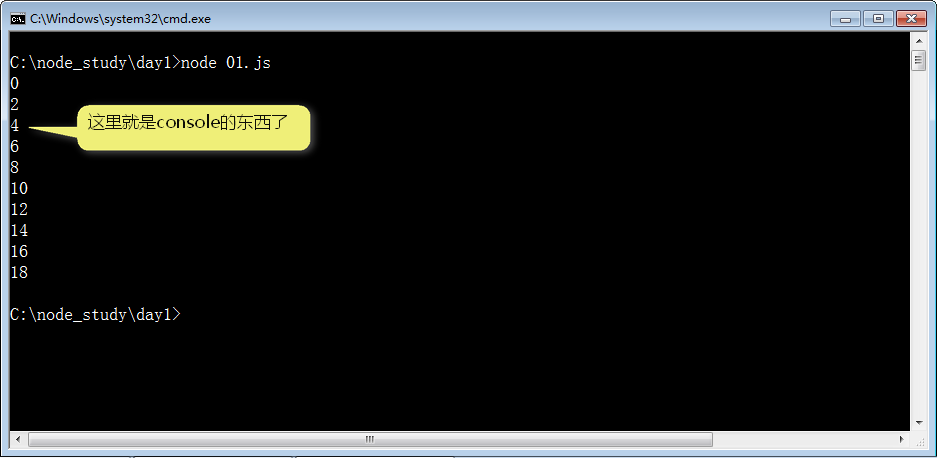 C:\Windows\system32\cmd.exe
C:\node_study\day1>node 01.js
0
2
4
这里就是console的东西了
6
8
10
12
14
16
18
C:\node_study\day1>